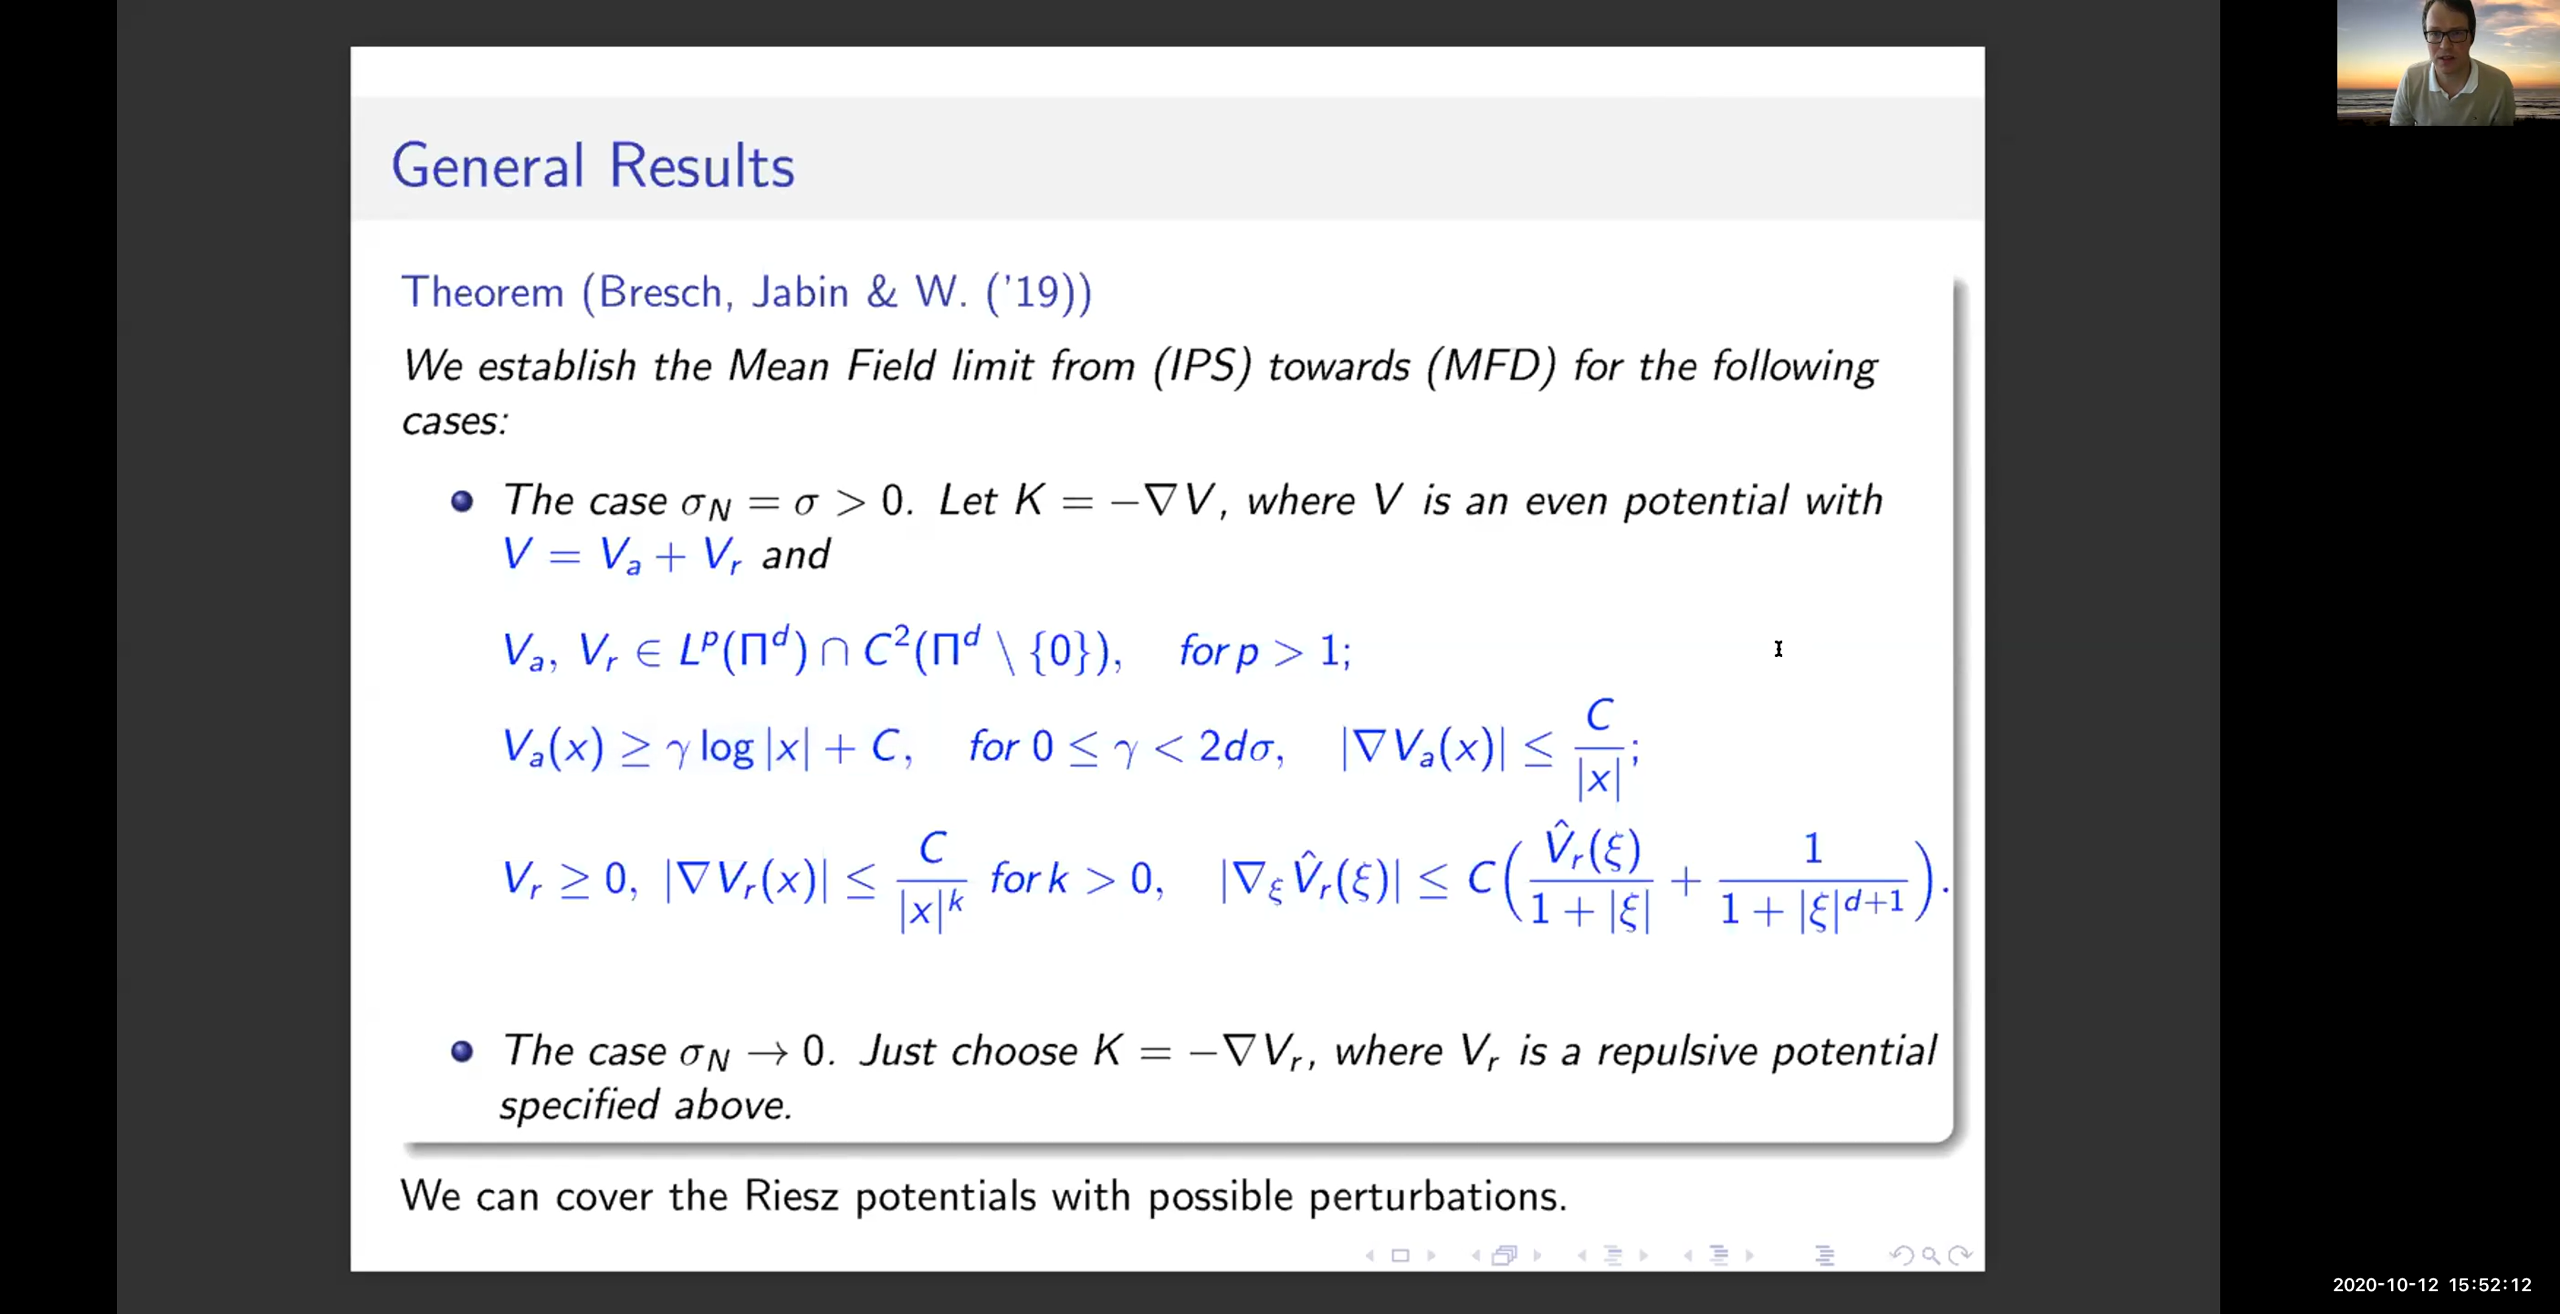 General Results
Theorem (Bresch, Jabin & W. ('19))
We establish the Mean Field limit from (IPS) towards (MFD) for the following
cases:
The case σ_N = σ > 0. Let K = −∇V, where V is an even potential with
V = V_a + V_r and
V_a, V_r ∈ L^p(Π^d) ∩ C^2(Π^d \ {0}), for p > 1;
V_a(x) ≥ γ log |x| + C, for 0 ≤ γ < 2dσ, |∇V_a(x)| ≤ C/|x|;
V_r ≥ 0, |∇V_r(x)| ≤ C/|x|^k for k > 0, |∇_ξ V̂_r(ξ)| ≤ C(V̂_r(ξ)/(1 + |ξ|) + 1/(1 + |ξ|^{d+1})).
The case σ_N → 0. Just choose K = −∇V_r, where V_r is a repulsive potential
specified above.
We can cover the Riesz potentials with possible perturbations.
2020-10-12 15:52:12